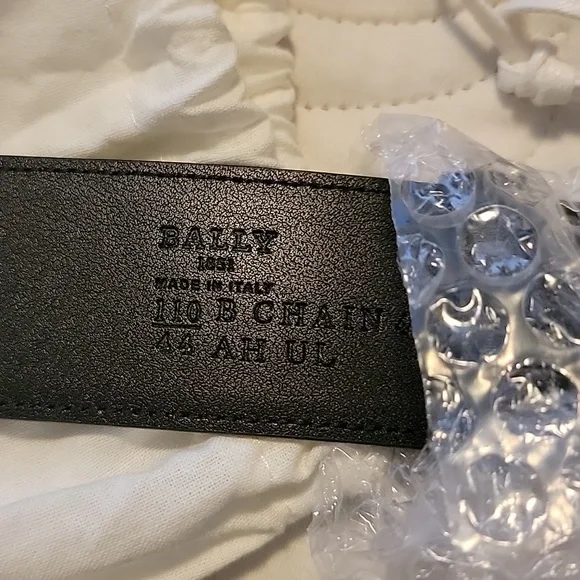 BALLY
1851
MADE IN ITALY
110 B CHAIN
44 AH UL